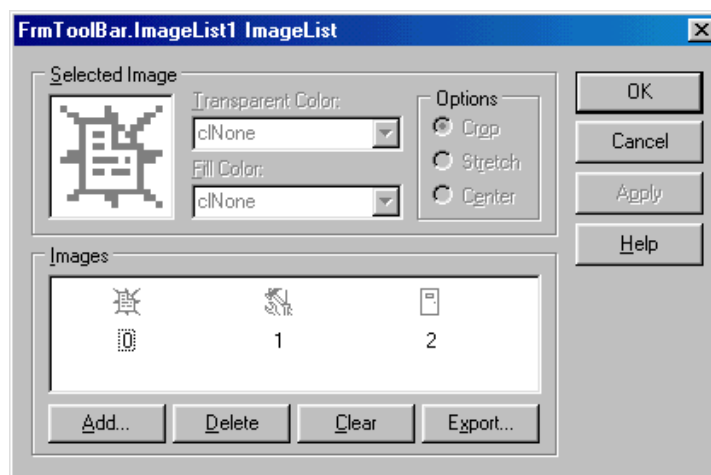 FrmToolBar.ImageList1 ImageList
Selected Image
Transparent Color:
clNone
Fill Color:
clNone
Options
Crop
Stretch
Center
OK
Cancel
Apply
Help
Images
0 1 2
Add... Delete Clear Export...